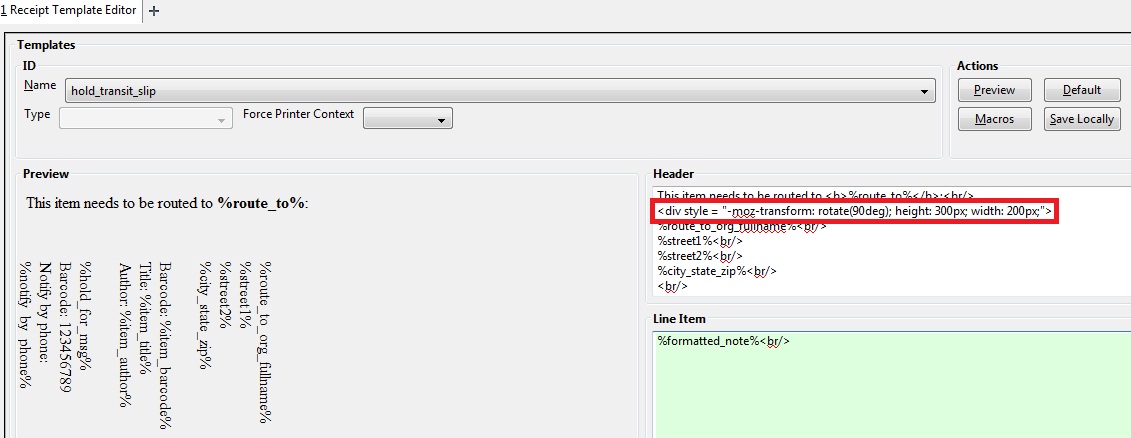 1 Receipt Template Editor
Templates
ID
Name
hold_transit_slip
Type
Force Printer Context
Actions
Preview
Default
Macros
Save Locally
Preview
This item needs to be routed to %route_to%:
%route_to_org_fullname%
%street1%
%street2%
%city_state_zip%
Barcode: %item_barcode%
Title: %item_title%
Author: %item_author%
%hold_for_msg%
Barcode: 123456789
Notify by phone:
%notify_by_phone%
Header
This item needs to be routed to <b>%route_to%</b>:<br/>
<div style = "-moz-transform: rotate(90deg); height: 300px; width: 200px;">
%route_to_org_fullname%<br/>
%street1%<br/>
%street2%<br/>
%city_state_zip%<br/>
<br/>
Line Item
%formatted_note%<br/>